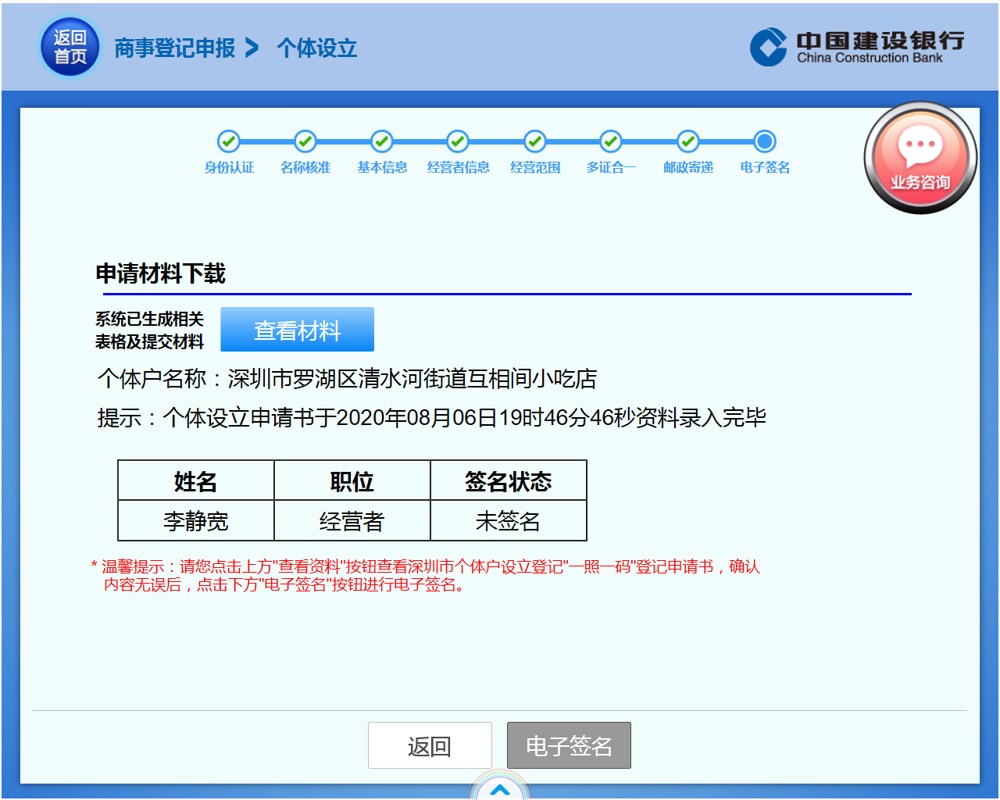 返回
首页
商事登记申报 > 个体设立
中国建设银行
China Construction Bank
身份认证 名称核准 基本信息 经营者信息 经营范围 多证合一 邮政寄递 电子签名
业务咨询
申请材料下载
系统已生成相关
表格及提交材料
查看材料
个体户名称：深圳市罗湖区清水河街道互相间小吃店
提示：个体设立申请书于2020年08月06日19时46分46秒资料录入完毕
姓名 职位 签名状态
李静宽 经营者 未签名
* 温馨提示：请您点击上方"查看资料"按钮查看深圳市个体户设立登记"一照一码"登记申请书，确认
内容无误后，点击下方"电子签名"按钮进行电子签名。
返回 电子签名